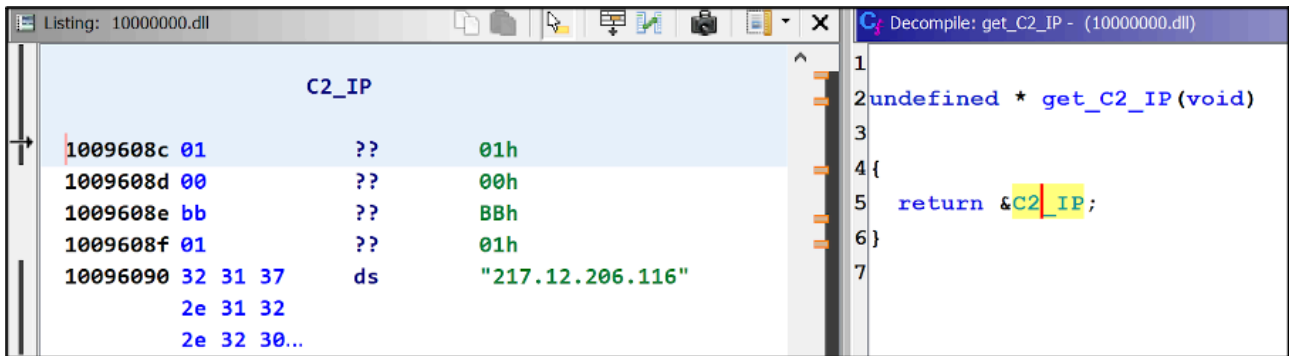 Listing: 10000000.dll
C2_IP
1009608c 01 ?? 01h
1009608d 00 ?? 00h
1009608e bb ?? BBh
1009608f 01 ?? 01h
10096090 32 31 37 ds "217.12.206.116"
2e 31 32
2e 32 30...
Decompile: get_C2_IP - (10000000.dll)
1
2 undefined * get_C2_IP(void)
3
4 {
5 return &C2_IP;
6 }
7